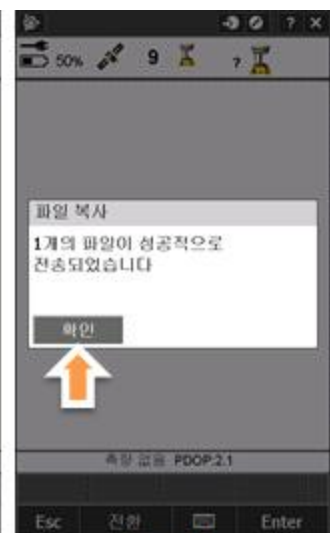 ? X
50% 9 ?
파일 복사
1개의 파일이 성공적으로
전송되었습니다
확인
측량 없음 PDOP:2.1
Esc 전환 Enter